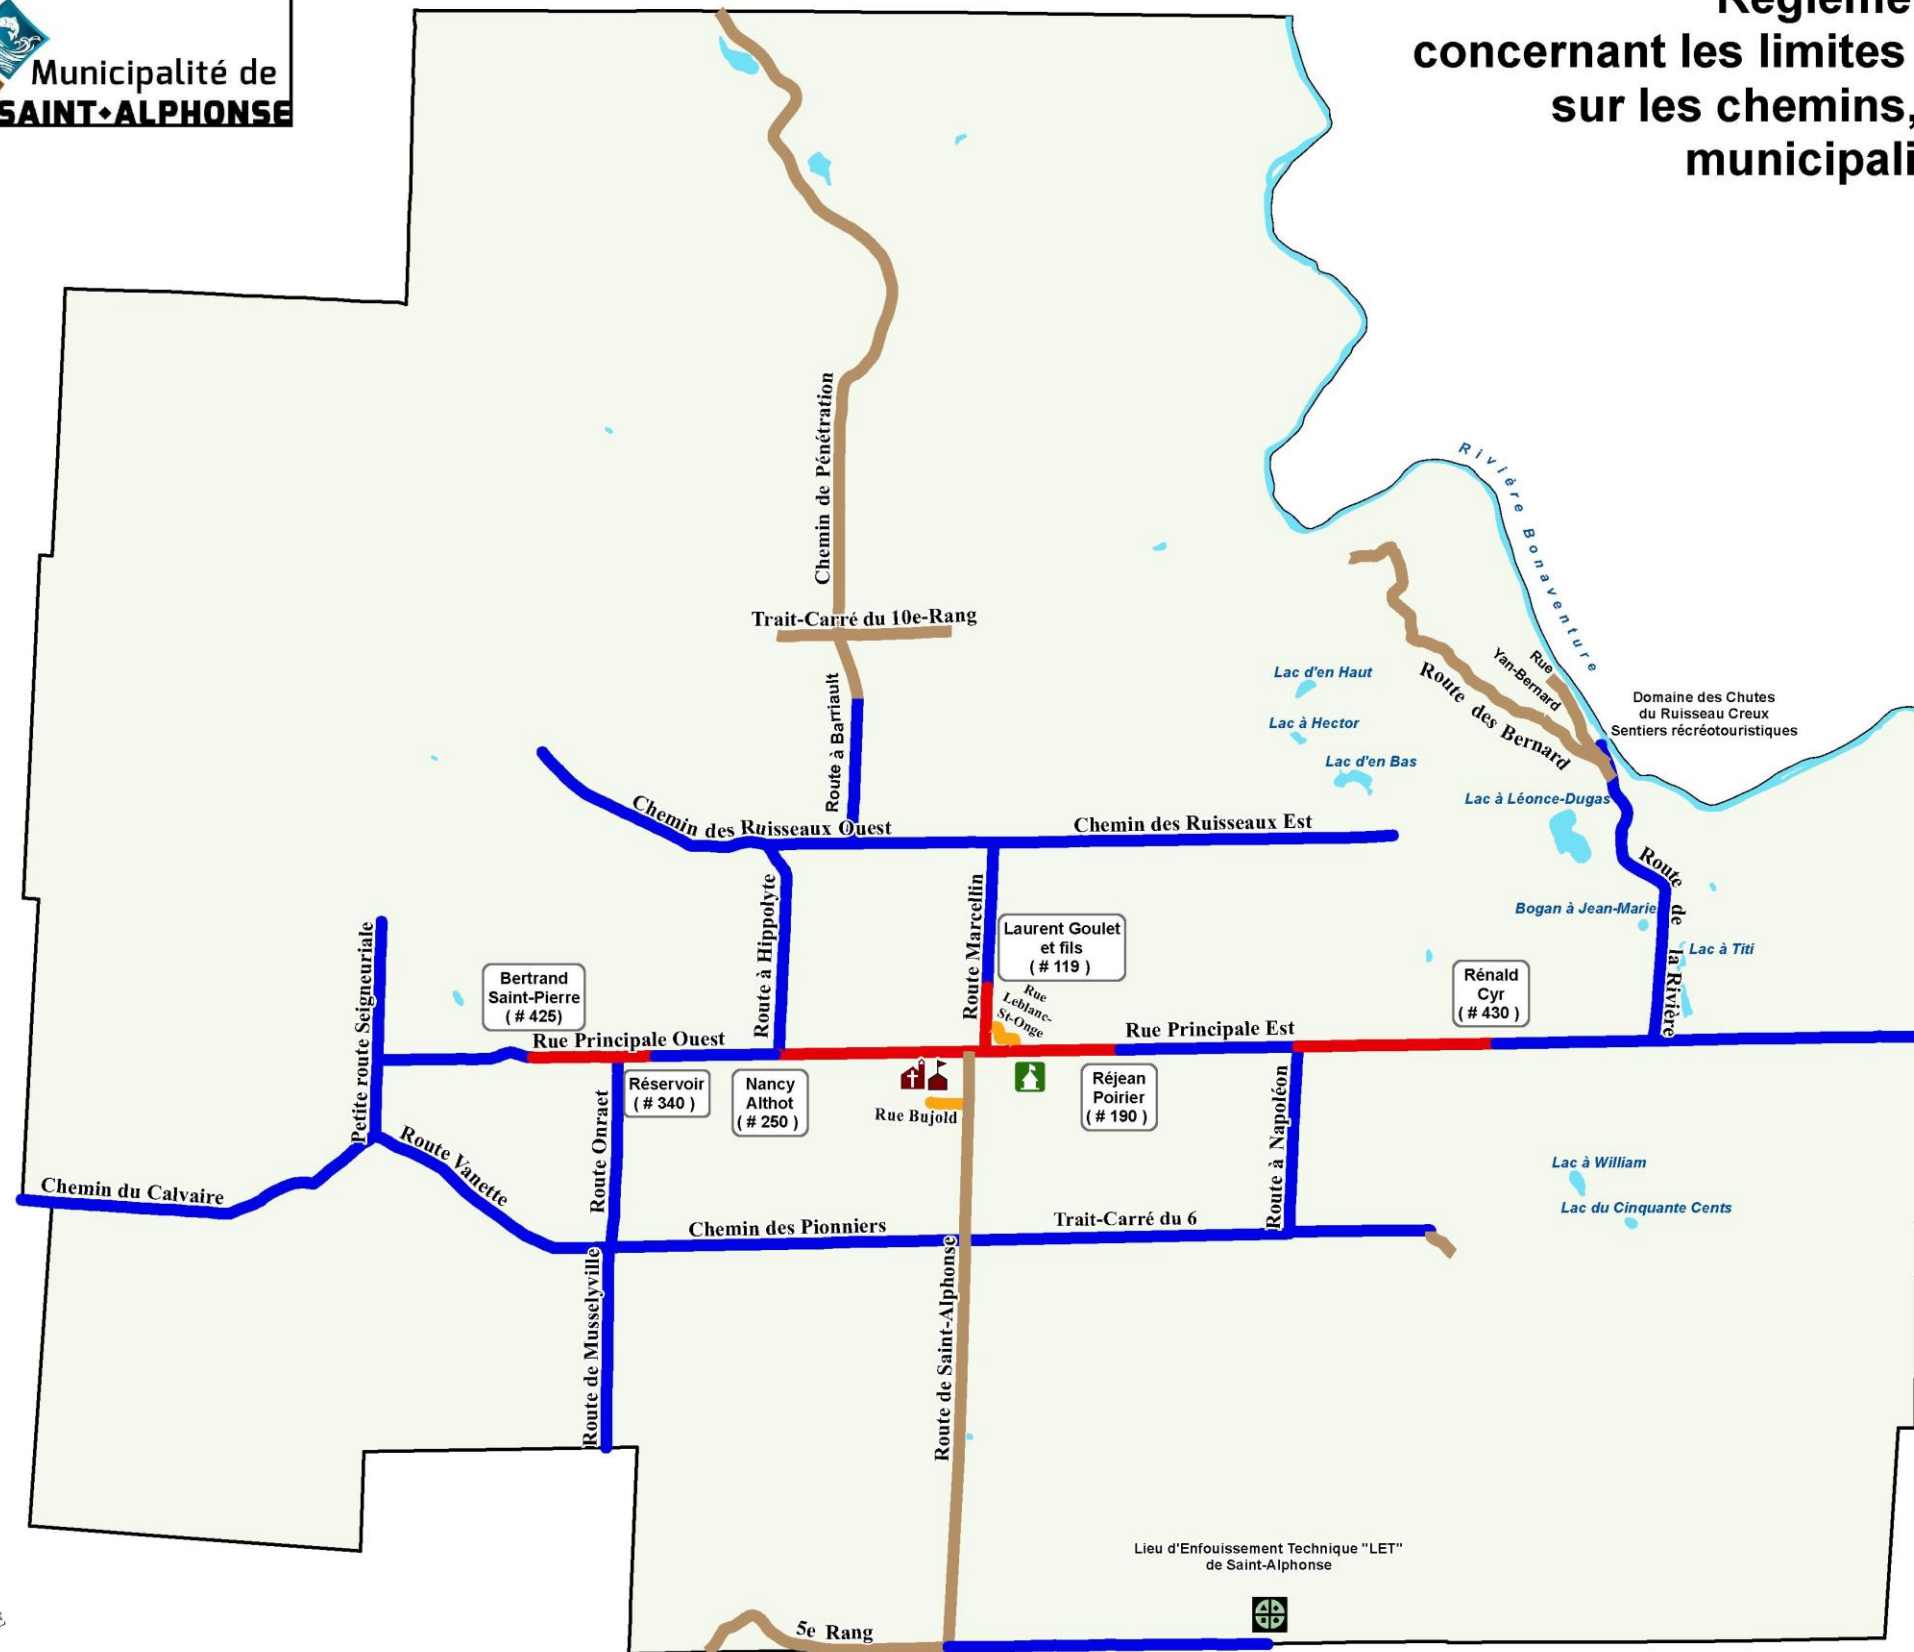 Municipalité de
SAINT♦ALPHONSE
concernant les limites
sur les chemins,
Chemin de Pénétration
Rivière Bonaventure
Trait-Carré du 10e-Rang
Route à Barriault
Lac d'en Haut
Lac à Hector
Lac d'en Bas
Rue
Yan-Bernard
Route des Bernard
Domaine des Chutes
du Ruisseau Creux
Sentiers récréotouristiques
Lac à Léonce-Dugas
Chemin des Ruisseaux Ouest
Chemin des Ruisseaux Est
Route de la Rivière
Bogan à Jean-Marie
Lac à Titi
Petite route Seigneuriale
Route à Hippolyte
Route Marcellin
Laurent Goulet
et fils
( # 119 )
Bertrand
Saint-Pierre
( # 425)
Rue
Leblanc-
St-Onge
Rénald
Cyr
( # 430 )
Rue Principale Ouest
Rue Principale Est
Réservoir
( # 340 )
Nancy
Althot
( # 250 )
Rue Bujold
Réjean
Poirier
( # 190 )
Route Onraet
Route à Napoléon
Route Vanette
Chemin du Calvaire
Lac à William
Lac du Cinquante Cents
Chemin des Pionniers
Trait-Carré du 6
Route de Musselyville
Route de Saint-Alphonse
Lieu d'Enfouissement Technique "LET"
de Saint-Alphonse
5e Rang